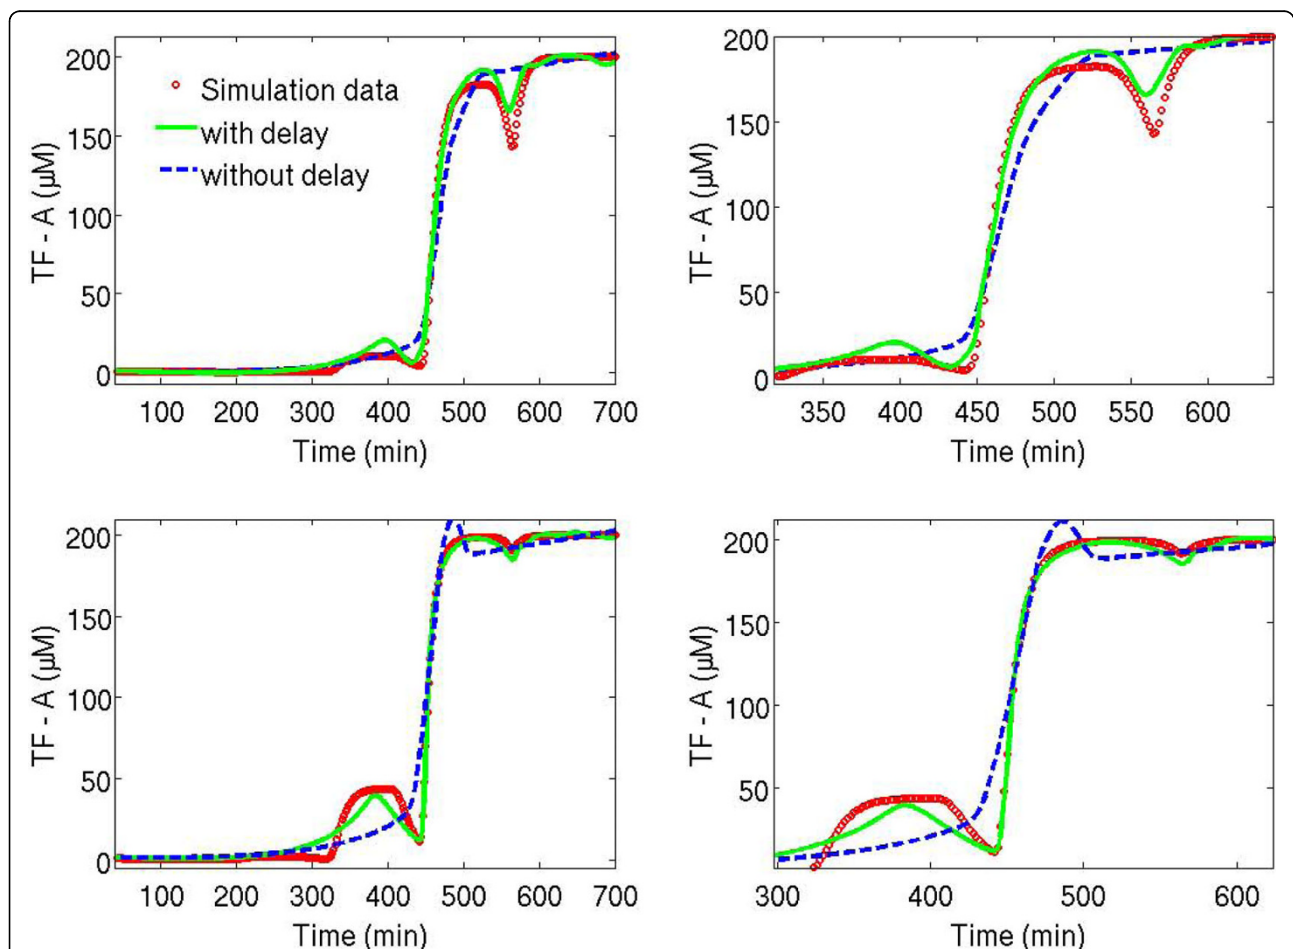 200
150
100
50
0
TF - A (µM)
Simulation data
with delay
without delay
100 200 300 400 500 600 700
Time (min)
200
150
100
50
0
TF - A (µM)
350 400 450 500 550 600
Time (min)
200
150
100
50
0
TF - A (µM)
100 200 300 400 500 600 700
Time (min)
200
150
100
50
TF - A (µM)
300 400 500 600
Time (min)